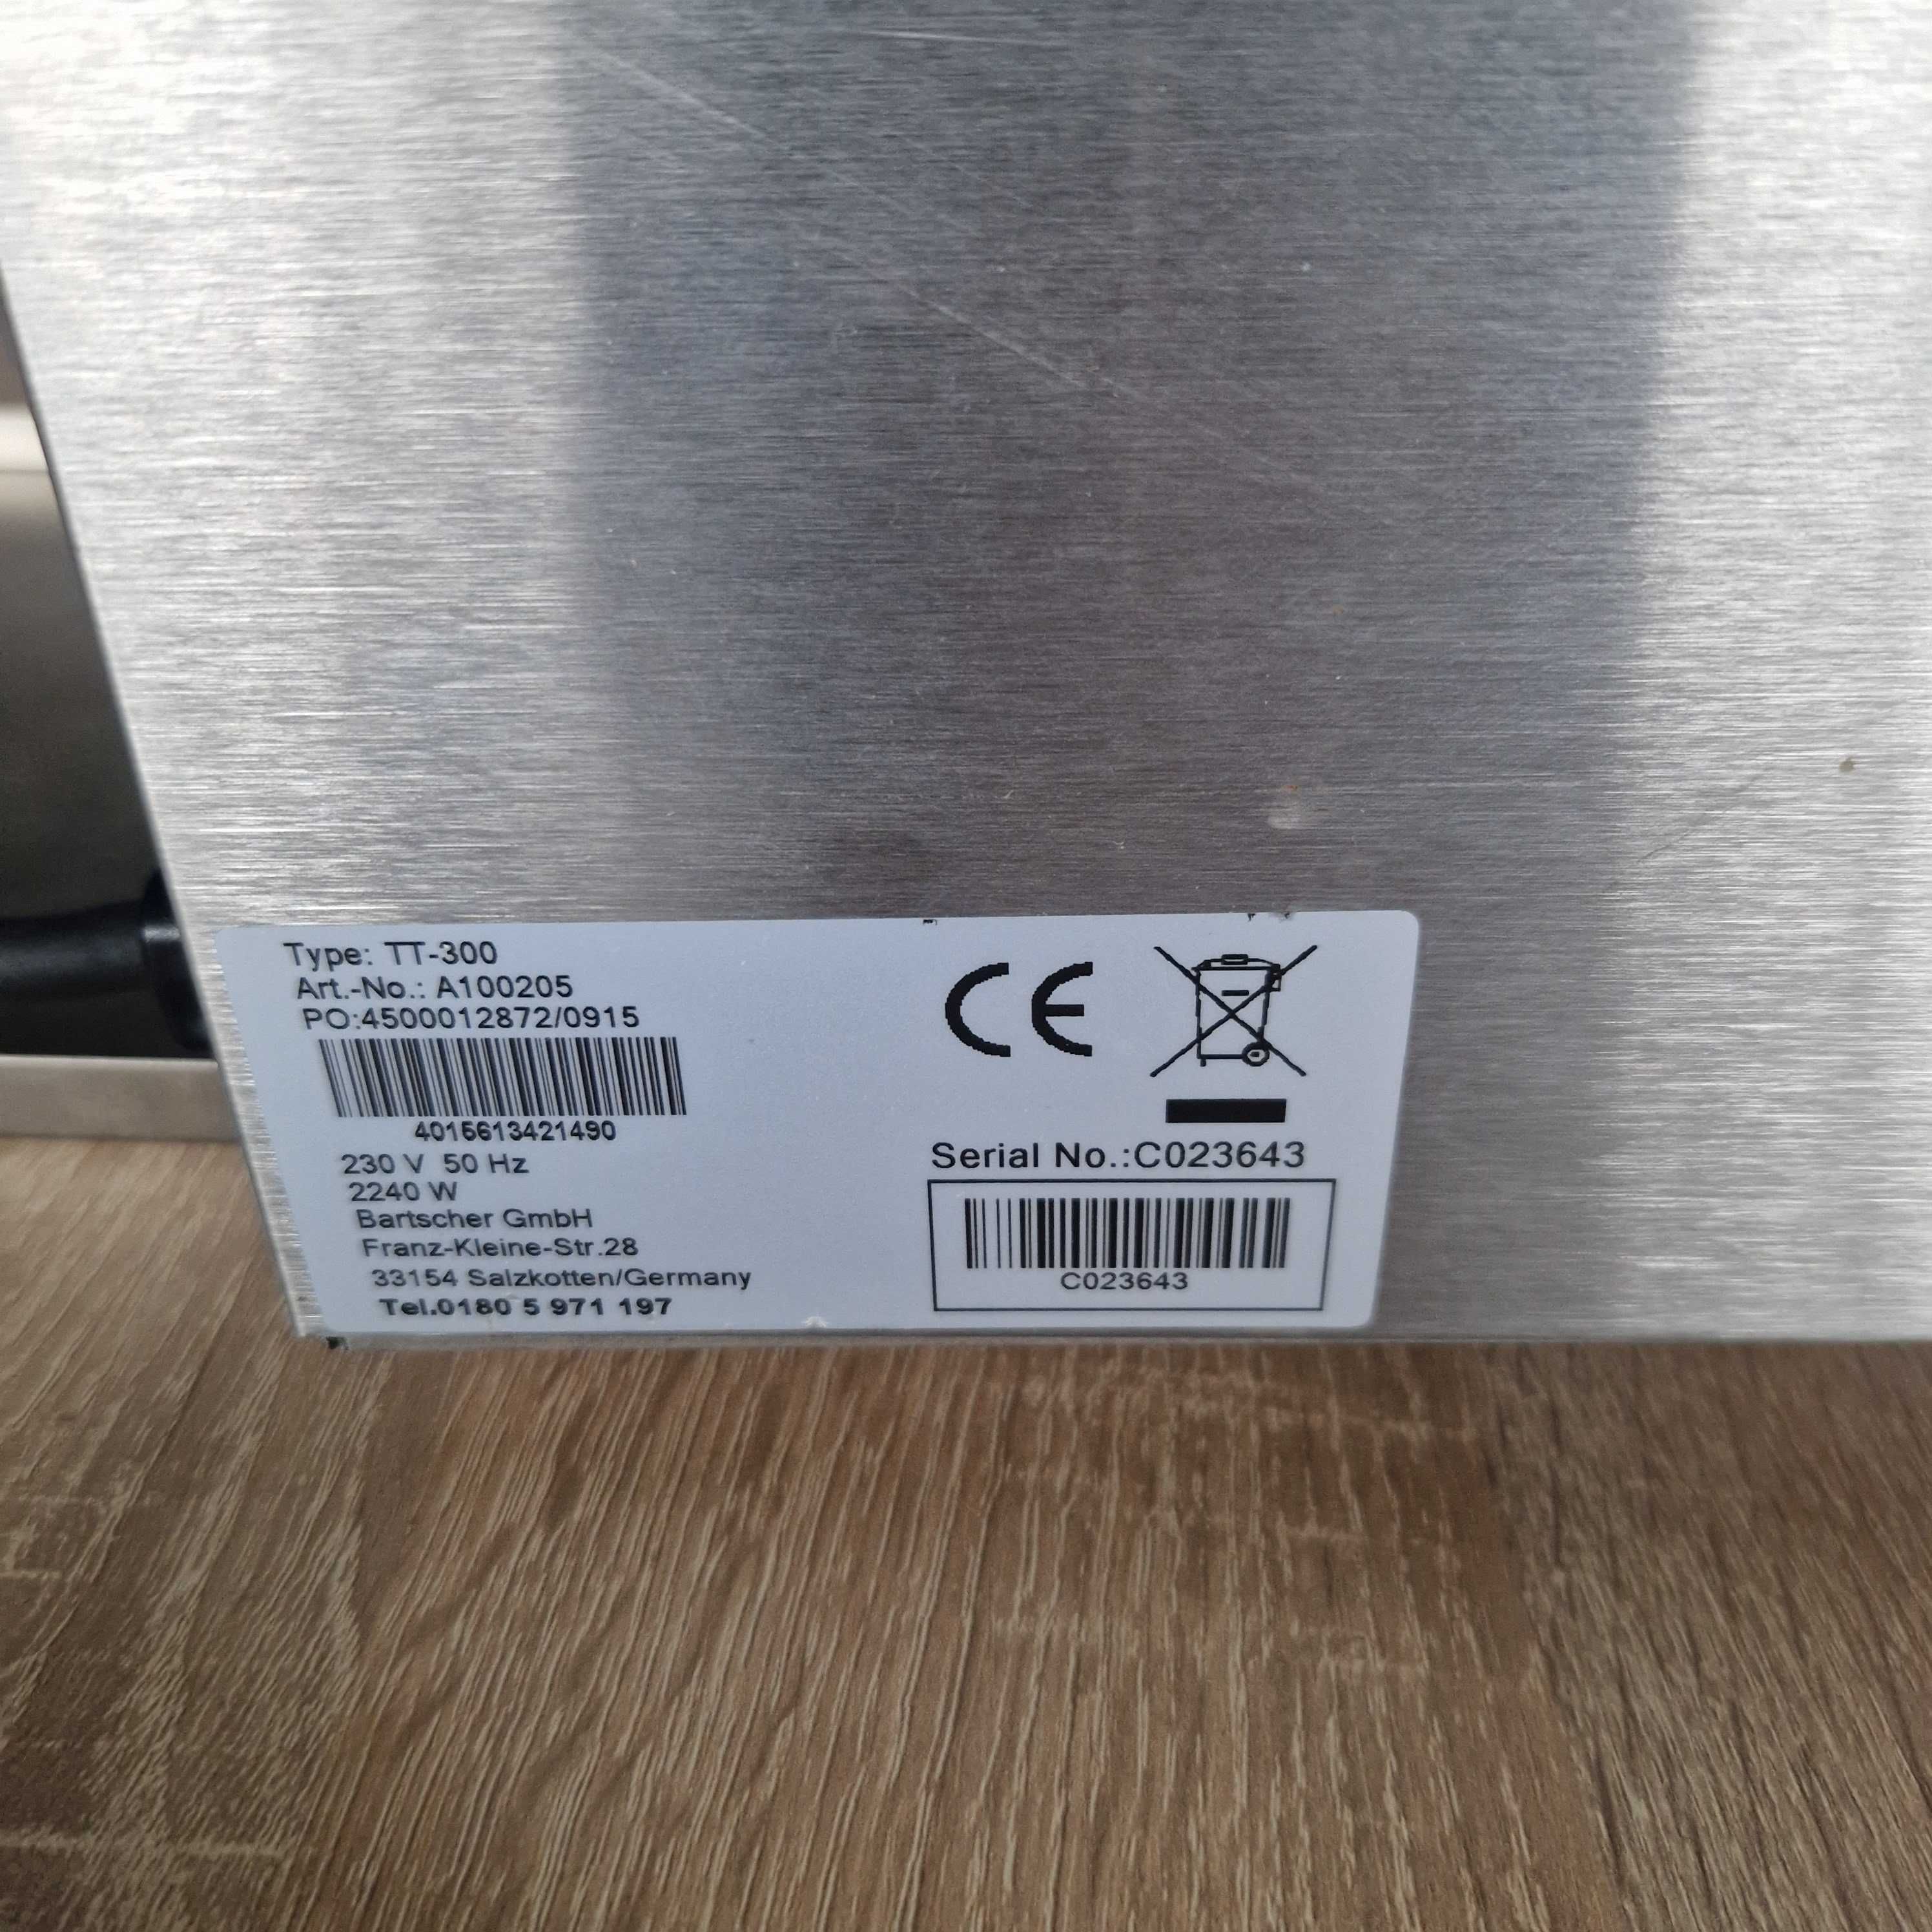 Type: TT-300
Art.-No.: A100205
PO:4500012872/0915
4015613421490
230 V 50 Hz
2240 W
Bartscher GmbH
Franz-Kleine-Str.28
33154 Salzkotten/Germany
Tel.0180 5 971 197
CE
Serial No.:C023643
C023643